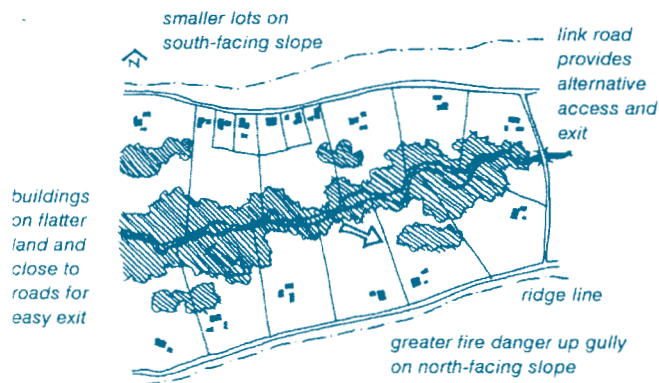 smaller lots on
south-facing slope
N
link road
provides
alternative
access and
exit
buildings
on flatter
land and
close to
roads for
easy exit
ridge line
greater fire danger up gully
on north-facing slope